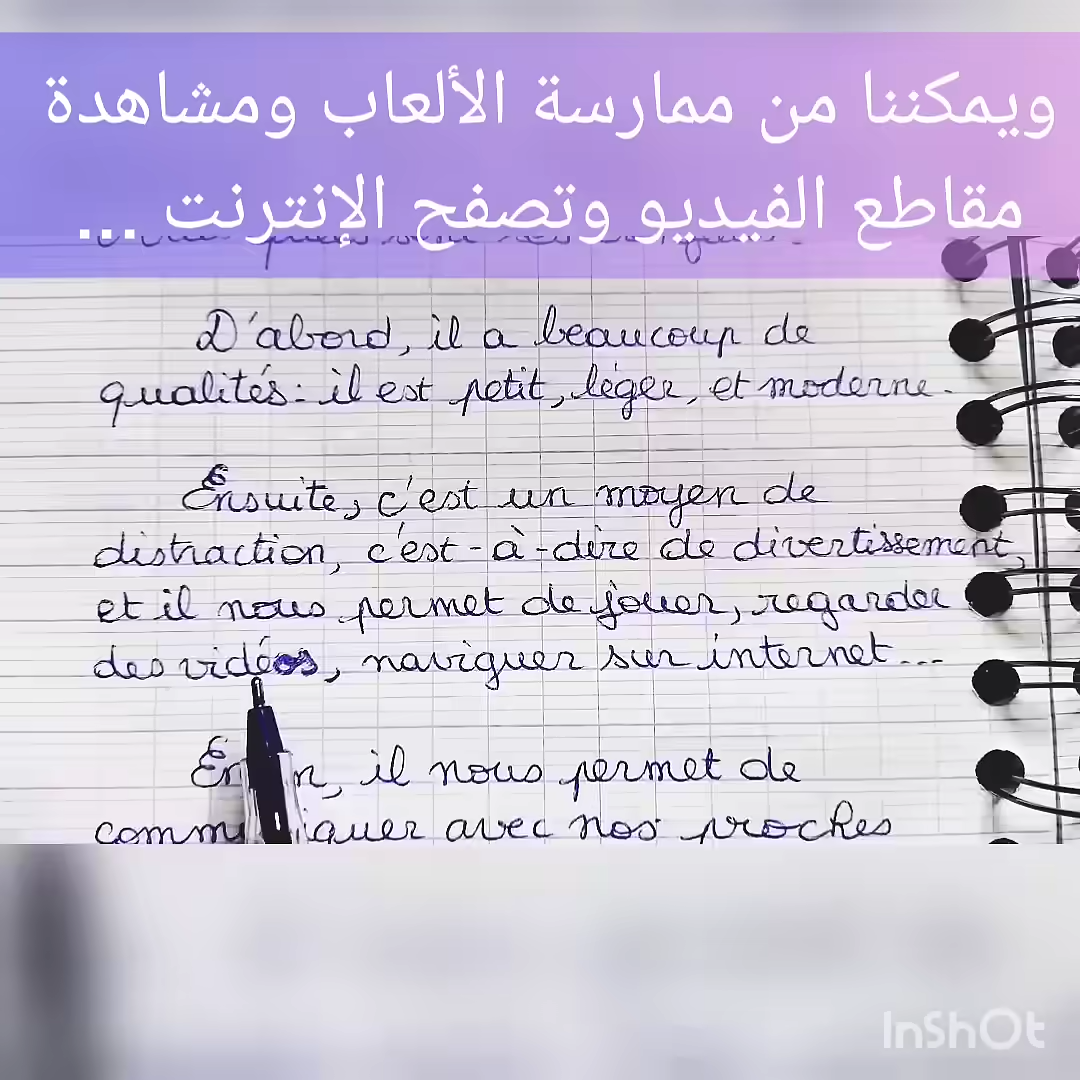 ويمكننا من ممارسة الألعاب ومشاهدة
مقاطع الفيديو وتصفح الإنترنت ...
D'abord, il a beaucoup de
qualités: il est petit, léger, et moderne.
Ensuite, c'est un moyen de
distraction, c'est-à-dire de divertissement,
et il nous permet de jouer, regarder
des vidéos, naviguer sur internet...
il nous permet de
avec nos proches
InShOt